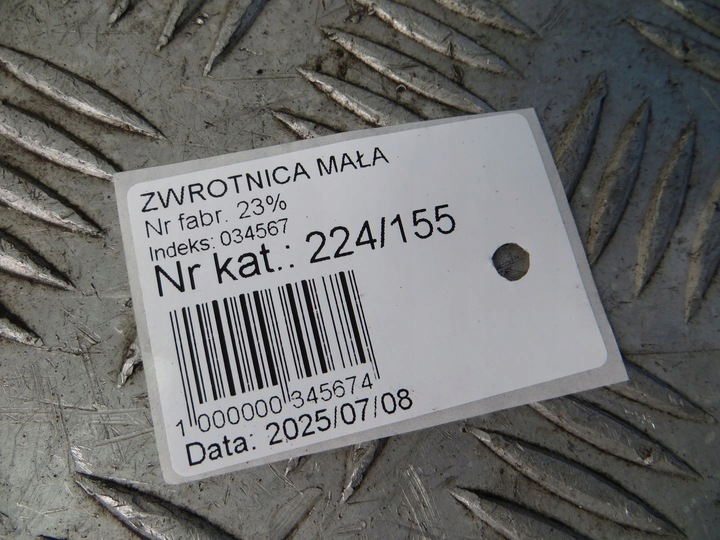 ZWROTNICA MAŁA
Nr fabr. 23%
Indeks: 034567
Nr kat.: 224/155
1 000000 345674
Data: 2025/07/08